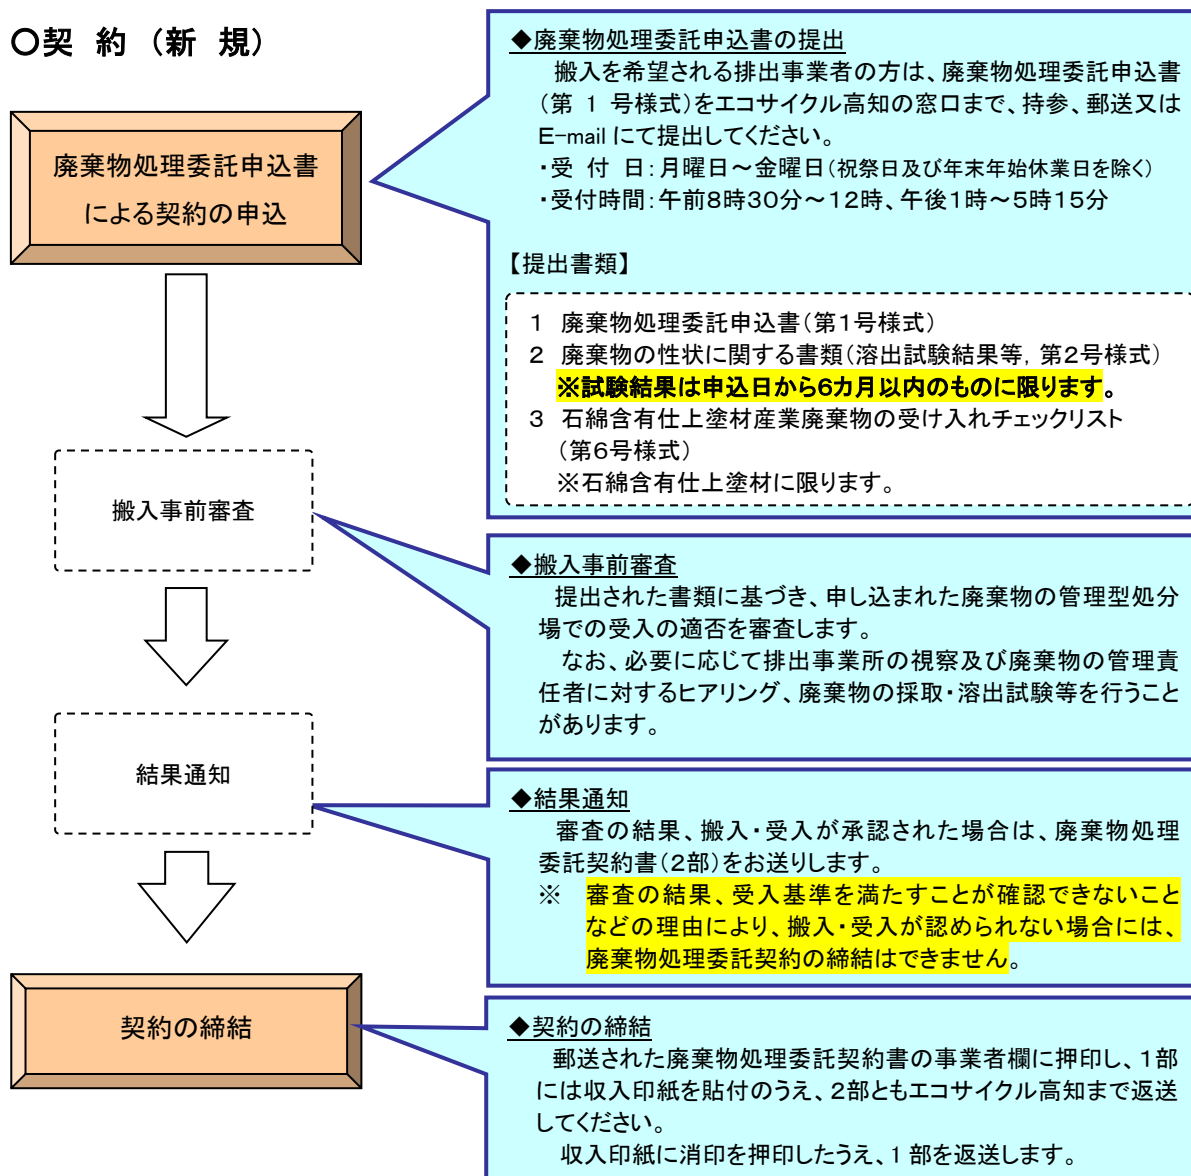 ○契 約 （新 規）
廃棄物処理委託申込書
による契約の申込
搬入事前審査
結果通知
契約の締結
◆廃棄物処理委託申込書の提出
搬入を希望される排出事業者の方は、廃棄物処理委託申込書
（第 1 号様式）をエコサイクル高知の窓口まで、持参、郵送又は
E-mail にて提出してください。
・受 付 日：月曜日～金曜日（祝祭日及び年末年始休業日を除く）
・受付時間：午前８時３０分～１２時、午後１時～５時１５分
【提出書類】
１ 廃棄物処理委託申込書（第１号様式）
２ 廃棄物の性状に関する書類（溶出試験結果等，第２号様式）
※試験結果は申込日から６カ月以内のものに限ります。
３ 石綿含有仕上塗材産業廃棄物の受け入れチェックリスト
（第６号様式）
※石綿含有仕上塗材に限ります。
◆搬入事前審査
提出された書類に基づき、申し込まれた廃棄物の管理型処分
場での受入の適否を審査します。
なお、必要に応じて排出事業所の視察及び廃棄物の管理責
任者に対するヒアリング、廃棄物の採取・溶出試験等を行うこと
があります。
◆結果通知
審査の結果、搬入・受入が承認された場合は、廃棄物処理
委託契約書（２部）をお送りします。
※ 審査の結果、受入基準を満たすことが確認できないこと
などの理由により、搬入・受入が認められない場合には、
廃棄物処理委託契約の締結はできません。
◆契約の締結
郵送された廃棄物処理委託契約書の事業者欄に押印し、１部
には収入印紙を貼付のうえ、２部ともエコサイクル高知まで返送
してください。
収入印紙に消印を押印したうえ、１部を返送します。